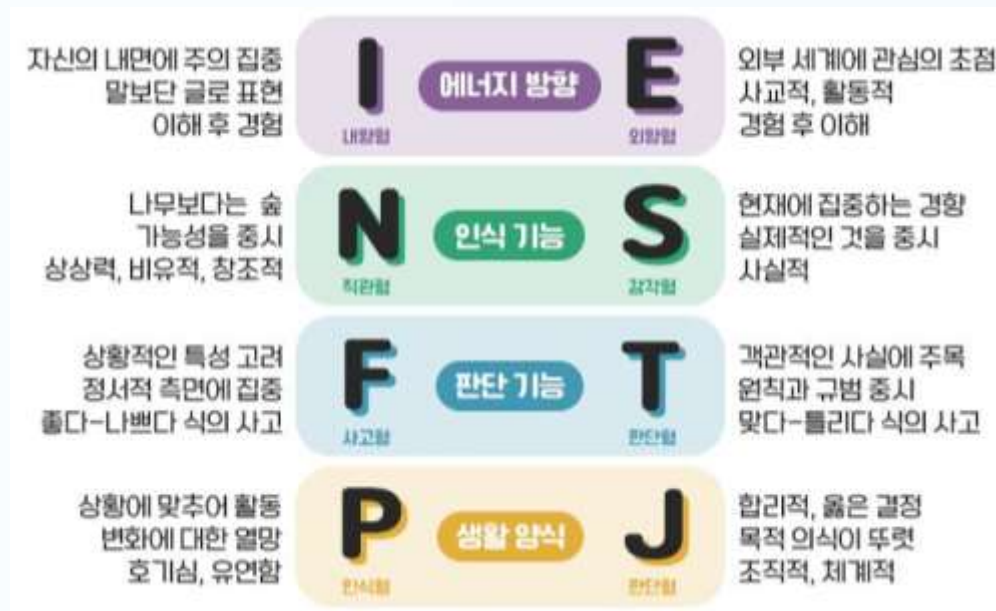 자신의 내면에 주의 집중
말보단 글로 표현
이해 후 경험
I
내향형
에너지 방향
E
외향형
외부 세계에 관심의 초점
사교적, 활동적
경험 후 이해
나무보다는 숲
가능성을 중시
상상력, 비유적, 창조적
N
직관형
인식 기능
S
감각형
현재에 집중하는 경향
실제적인 것을 중시
사실적
상황적인 특성 고려
정서적 측면에 집중
좋다-나쁘다 식의 사고
F
사고형
판단 기능
T
판단형
객관적인 사실에 주목
원칙과 규범 중시
맞다-틀리다 식의 사고
상황에 맞추어 활동
변화에 대한 열망
호기심, 유연함
P
인식형
생활 양식
J
판단형
합리적, 옳은 결정
목적 의식이 뚜렷
조직적, 체계적